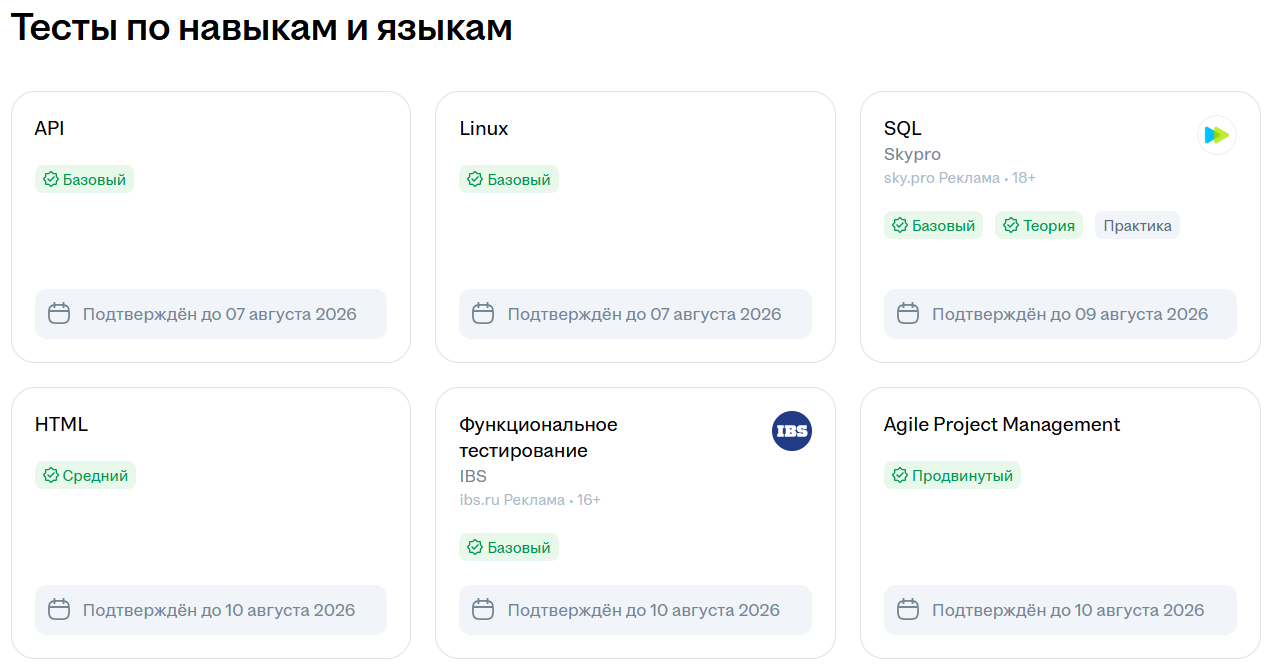 Тесты по навыкам и языкам
API
Базовый
Подтверждён до 07 августа 2026
Linux
Базовый
Подтверждён до 07 августа 2026
SQL
Skypro
sky.pro Реклама • 18+
Базовый Теория Практика
Подтверждён до 09 августа 2026
HTML
Средний
Подтверждён до 10 августа 2026
Функциональное
тестирование
IBS
IBS
ibs.ru Реклама • 16+
Базовый
Подтверждён до 10 августа 2026
Agile Project Management
Продвинутый
Подтверждён до 10 августа 2026